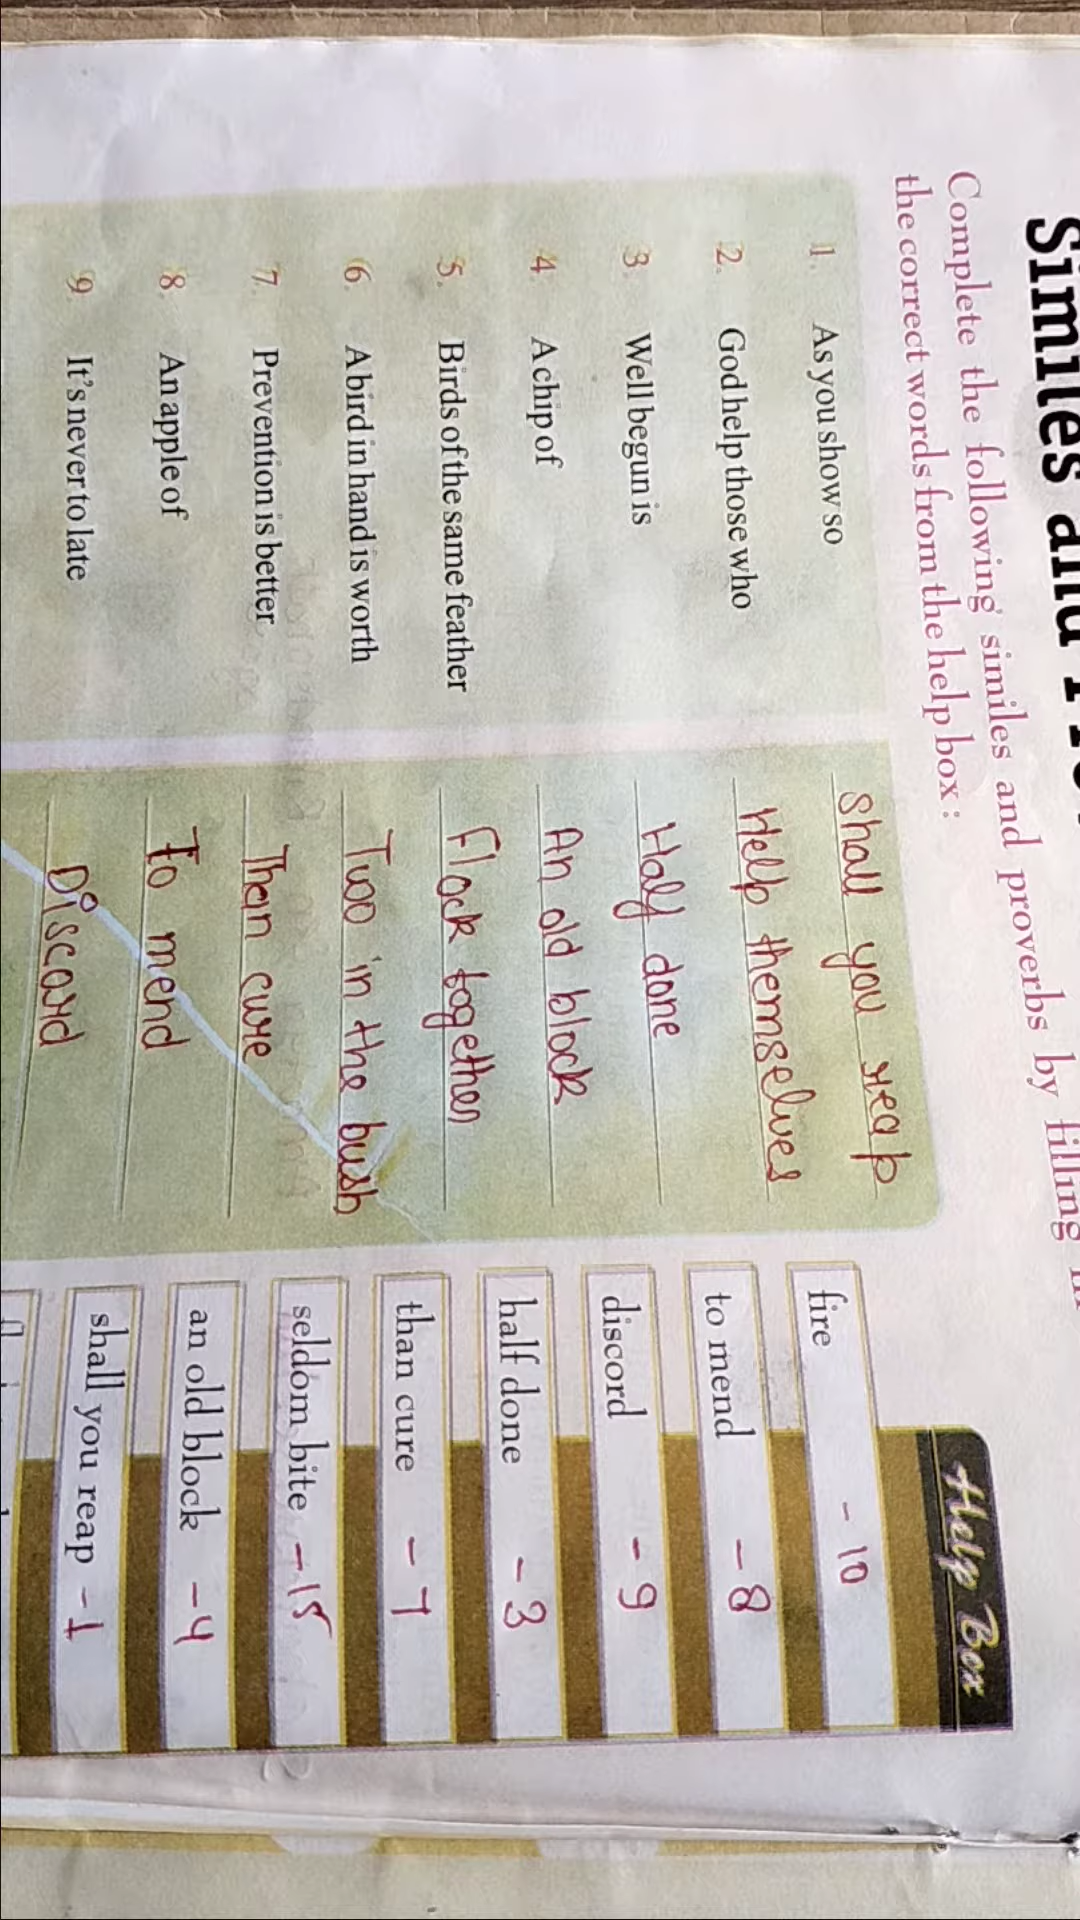 Similes and
Complete the following similes and proverbs by filling in
the correct words from the help box :
1. As you show so shall you reap
2. God help those who Help themselves
3. Well begun is Half done
4. A chip of An old block
5. Birds of the same feather Flock together
6. A bird in hand is worth Two in the bush
7. Prevention is better Than cure
8. An apple of To mend
9. It's never to late Discard
Help Box
fire - 10
to mend - 8
discord - 9
half done - 3
than cure - 7
seldom bite - 15
an old block - 4
shall you reap - 1